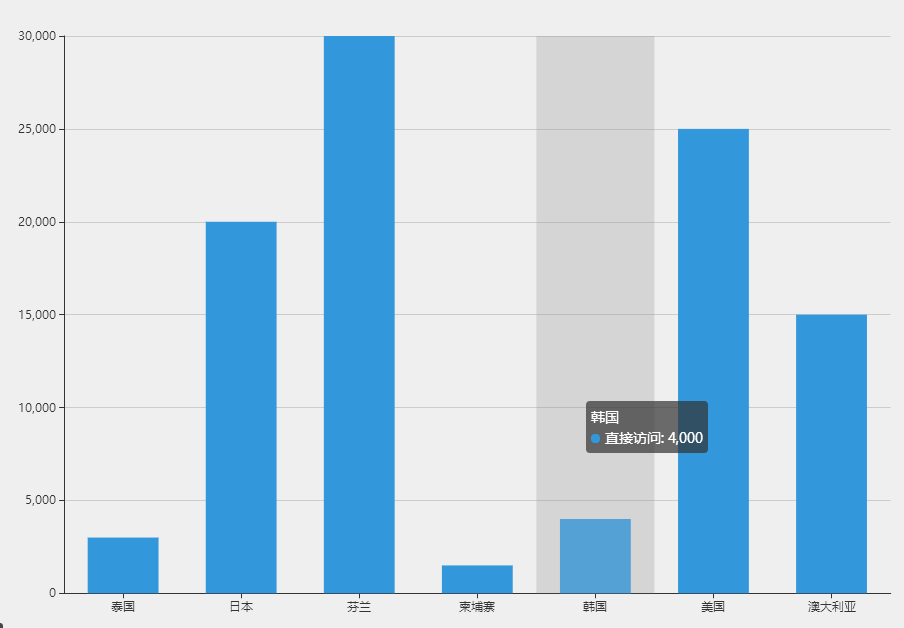 30,000
25,000
20,000
15,000
10,000
5,000
0
韩国
直接访问: 4,000
泰国
日本
芬兰
柬埔寨
韩国
美国
澳大利亚